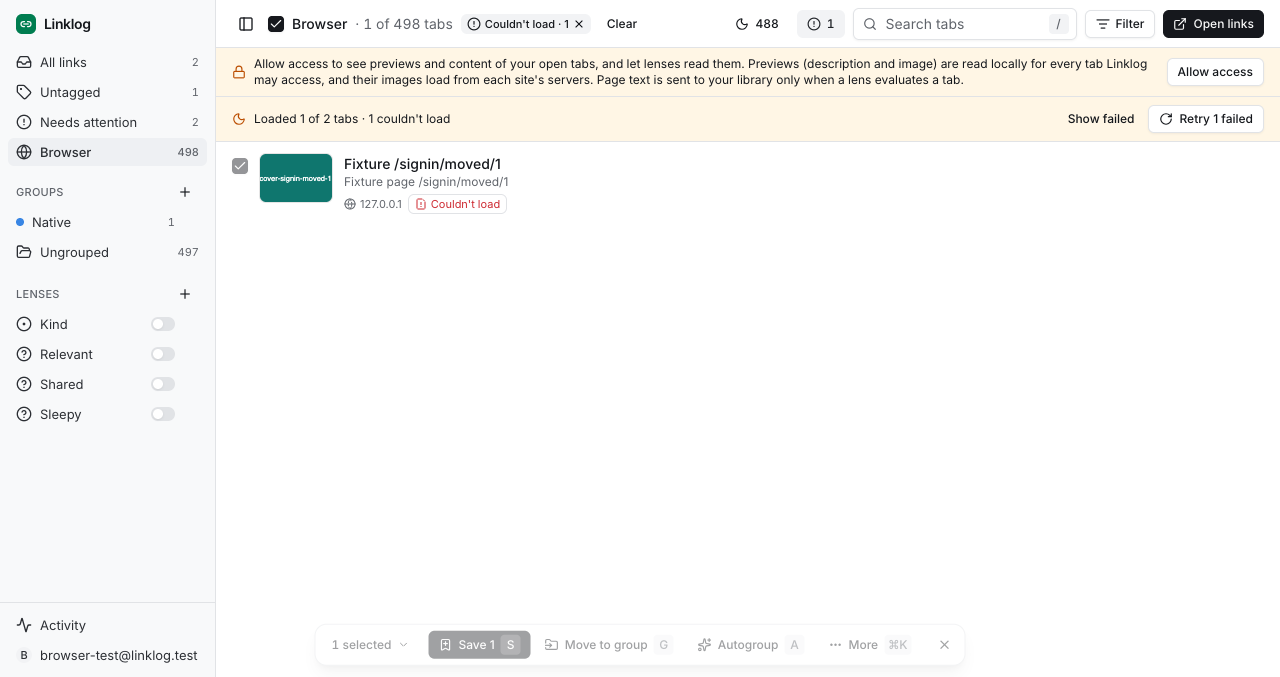 Linklog
All links 2
Untagged 1
Needs attention 2
Browser 498
GROUPS
Native 1
Ungrouped 497
LENSES
Kind
Relevant
Shared
Sleepy
Activity
B browser-test@linklog.test
Browser · 1 of 498 tabs Couldn't load · 1 Clear 488 1 Search tabs / Filter Open links
Allow access to see previews and content of your open tabs, and let lenses read them. Previews (description and image) are read locally for every tab Linklog
may access, and their images load from each site's servers. Page text is sent to your library only when a lens evaluates a tab.
Allow access
Loaded 1 of 2 tabs · 1 couldn't load Show failed Retry 1 failed
cover-signin-moved-1
Fixture /signin/moved/1
Fixture page /signin/moved/1
127.0.0.1 Couldn't load
1 selected Save 1 S Move to group G Autogroup A More ⌘K